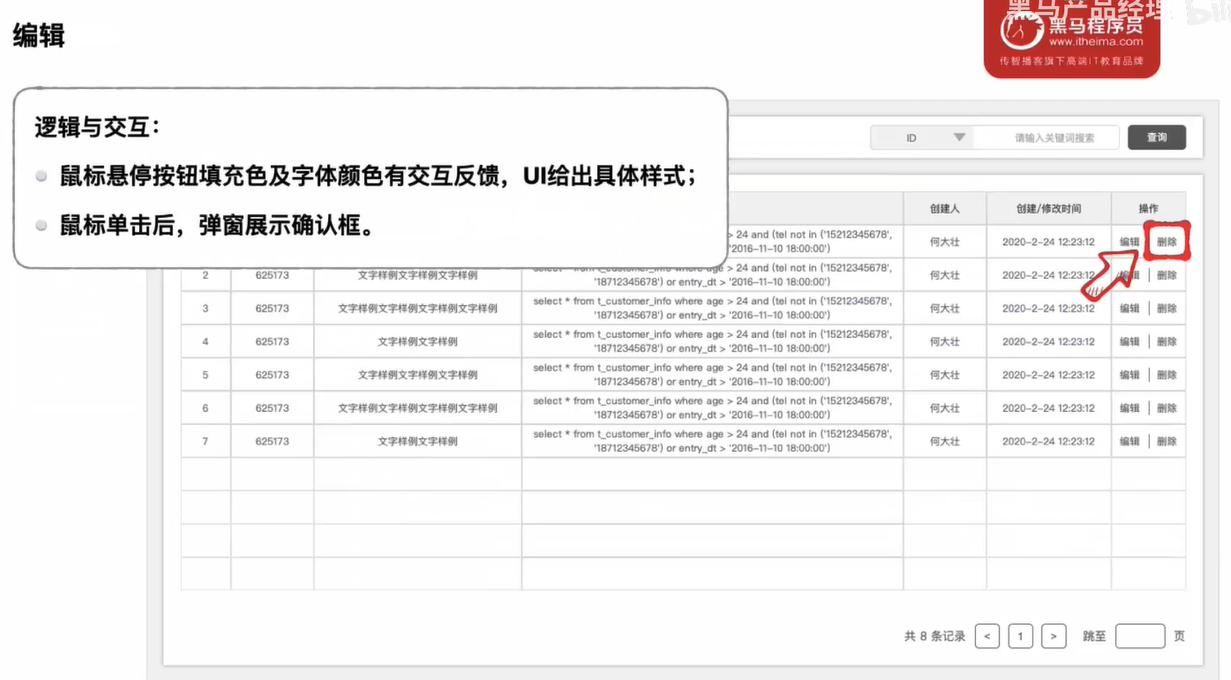 编辑
黑马产品经理 bili
黑马程序员
www.itheima.com
传智播客旗下高端IT教育品牌
逻辑与交互：
鼠标悬停按钮填充色及字体颜色有交互反馈，UI给出具体样式；
鼠标单击后，弹窗展示确认框。
ID 请输入关键词搜索 查询
创建人 创建/修改时间 操作
> 24 and (tel not in ('15212345678',
'2016-11-10 18:00:00') 何大壮 2020-2-24 12:23:12 编辑 删除
2 625173 文字样例文字样例文字样例 select * from t_customer_info where age > 24 and (tel not in ('15212345678',
'18712345678') or entry_dt > '2016-11-10 18:00:00') 何大壮 2020-2-24 12:23:12 编辑 | 删除
3 625173 文字样例文字样例文字样例文字样例 select * from t_customer_info where age > 24 and (tel not in ('15212345678',
'18712345678') or entry_dt > '2016-11-10 18:00:00') 何大壮 2020-2-24 12:23:12 编辑 | 删除
4 625173 文字样例文字样例 select * from t_customer_info where age > 24 and (tel not in ('15212345678',
'18712345678') or entry_dt > '2016-11-10 18:00:00') 何大壮 2020-2-24 12:23:12 编辑 | 删除
5 625173 文字样例文字样例文字样例 select * from t_customer_info where age > 24 and (tel not in ('15212345678',
'18712345678') or entry_dt > '2016-11-10 18:00:00') 何大壮 2020-2-24 12:23:12 编辑 | 删除
6 625173 文字样例文字样例文字样例文字样例 select * from t_customer_info where age > 24 and (tel not in ('15212345678',
'18712345678') or entry_dt > '2016-11-10 18:00:00') 何大壮 2020-2-24 12:23:12 编辑 | 删除
7 625173 文字样例文字样例 select * from t_customer_info where age > 24 and (tel not in ('15212345678',
'18712345678') or entry_dt > '2016-11-10 18:00:00') 何大壮 2020-2-24 12:23:12 编辑 | 删除
共 8 条记录 < 1 > 跳至 页